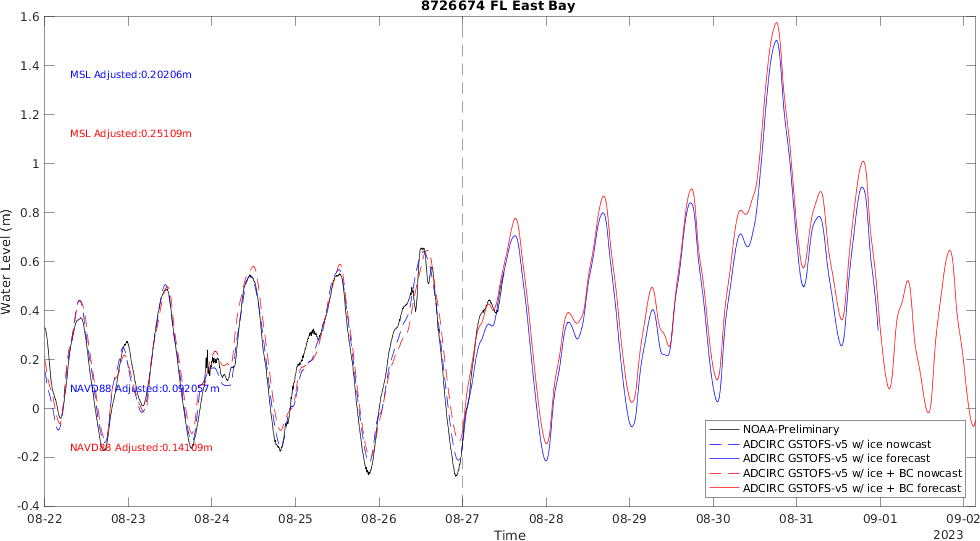 8726674 FL East Bay
1.6
1.4
1.2
1
0.8
0.6
0.4
0.2
0
-0.2
-0.4
Water Level (m)
MSL Adjusted:0.20206m
MSL Adjusted:0.25109m
NAVD88 Adjusted:0.092057m
NAVD88 Adjusted:0.14109m
NOAA-Preliminary
ADCIRC GSTOFS-v5 w/ ice nowcast
ADCIRC GSTOFS-v5 w/ ice forecast
ADCIRC GSTOFS-v5 w/ ice + BC nowcast
ADCIRC GSTOFS-v5 w/ ice + BC forecast
08-22 08-23 08-24 08-25 08-26 08-27 08-28 08-29 08-30 08-31 09-01 09-02
Time
2023